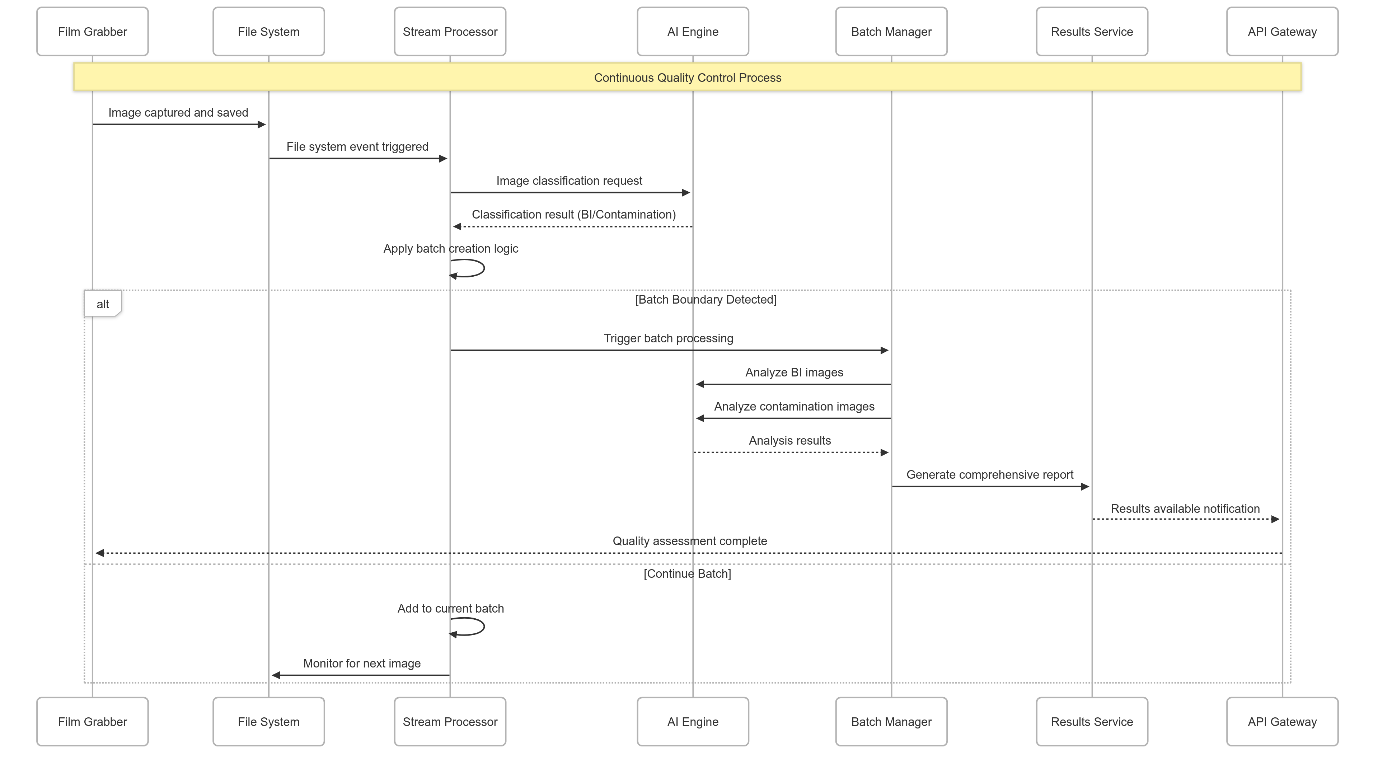 Film Grabber
File System
Stream Processor
AI Engine
Batch Manager
Results Service
API Gateway
Continuous Quality Control Process
Image captured and saved
File system event triggered
Image classification request
Classification result (BI/Contamination)
Apply batch creation logic
alt
[Batch Boundary Detected]
Trigger batch processing
Analyze BI images
Analyze contamination images
Analysis results
Generate comprehensive report
Results available notification
Quality assessment complete
[Continue Batch]
Add to current batch
Monitor for next image
Film Grabber
File System
Stream Processor
AI Engine
Batch Manager
Results Service
API Gateway